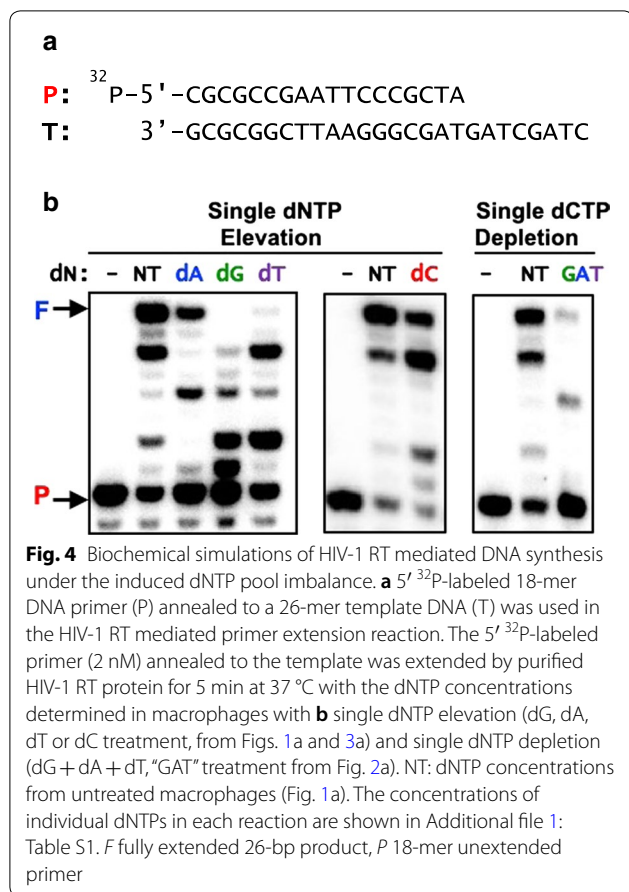 a
32
P: P-5'-CGCGCCGAATTCCCGCTA
T: 3'-GCGCGGCTTAAGGGCGATGATCGATC
b
Single dNTP
Elevation
Single dCTP
Depletion
dN: - NT dA dG dT - NT dC - NT GAT
F
P
Fig. 4 Biochemical simulations of HIV-1 RT mediated DNA synthesis
under the induced dNTP pool imbalance. a 5′ ³²P-labeled 18-mer
DNA primer (P) annealed to a 26-mer template DNA (T) was used in
the HIV-1 RT mediated primer extension reaction. The 5′ ³²P-labeled
primer (2 nM) annealed to the template was extended by purified
HIV-1 RT protein for 5 min at 37 °C with the dNTP concentrations
determined in macrophages with b single dNTP elevation (dG, dA,
dT or dC treatment, from Figs. 1a and 3a) and single dNTP depletion
(dG + dA + dT, “GAT” treatment from Fig. 2a). NT: dNTP concentrations
from untreated macrophages (Fig. 1a). The concentrations of
individual dNTPs in each reaction are shown in Additional file 1:
Table S1. F fully extended 26-bp product, P 18-mer unextended
primer